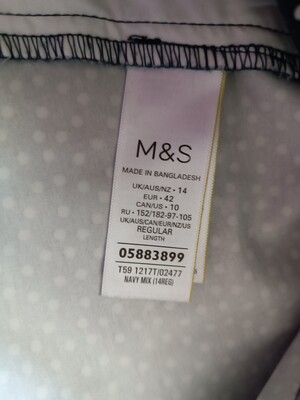 M&S
MADE IN BANGLADESH
UK/AUS/NZ • 14
EUR • 42
CAN/US • 10
RU • 152/182-97-105
UK/AUS/CAN/EUR/NZ/US
REGULAR
LENGTH
05883899
T59 1217T/02477
NAVY MIX (14REG)